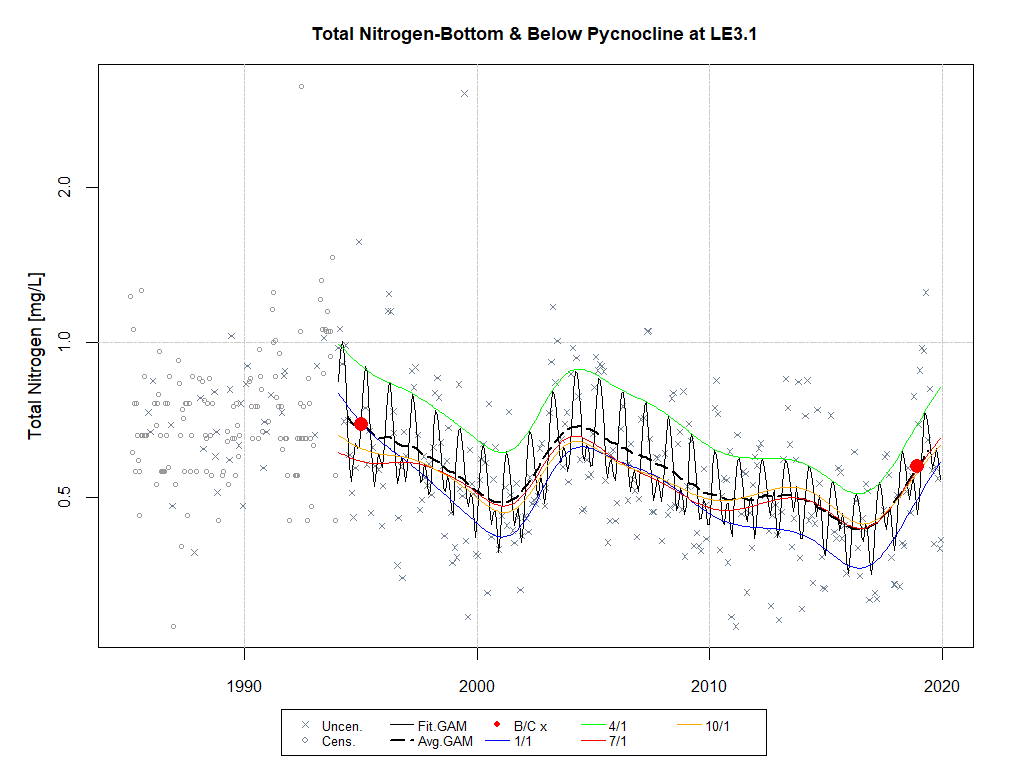 Total Nitrogen-Bottom & Below Pycnocline at LE3.1
Total Nitrogen [mg/L]
2.0
1.0
0.5
1990 2000 2010 2020
Uncen. Fit.GAM B/C x 4/1 10/1
Cens. Avg.GAM 1/1 7/1